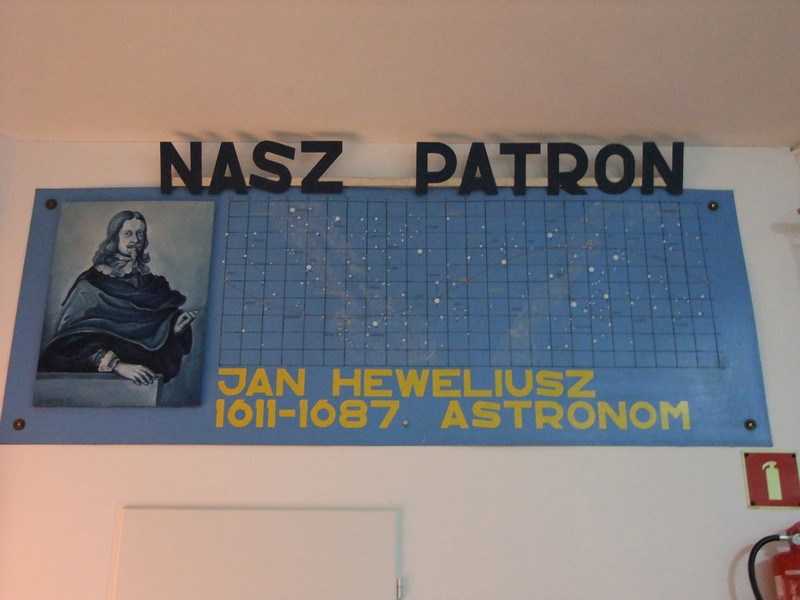 NASZ PATRON
JAN HEWELIUSZ
1611-1687. ASTRONOM